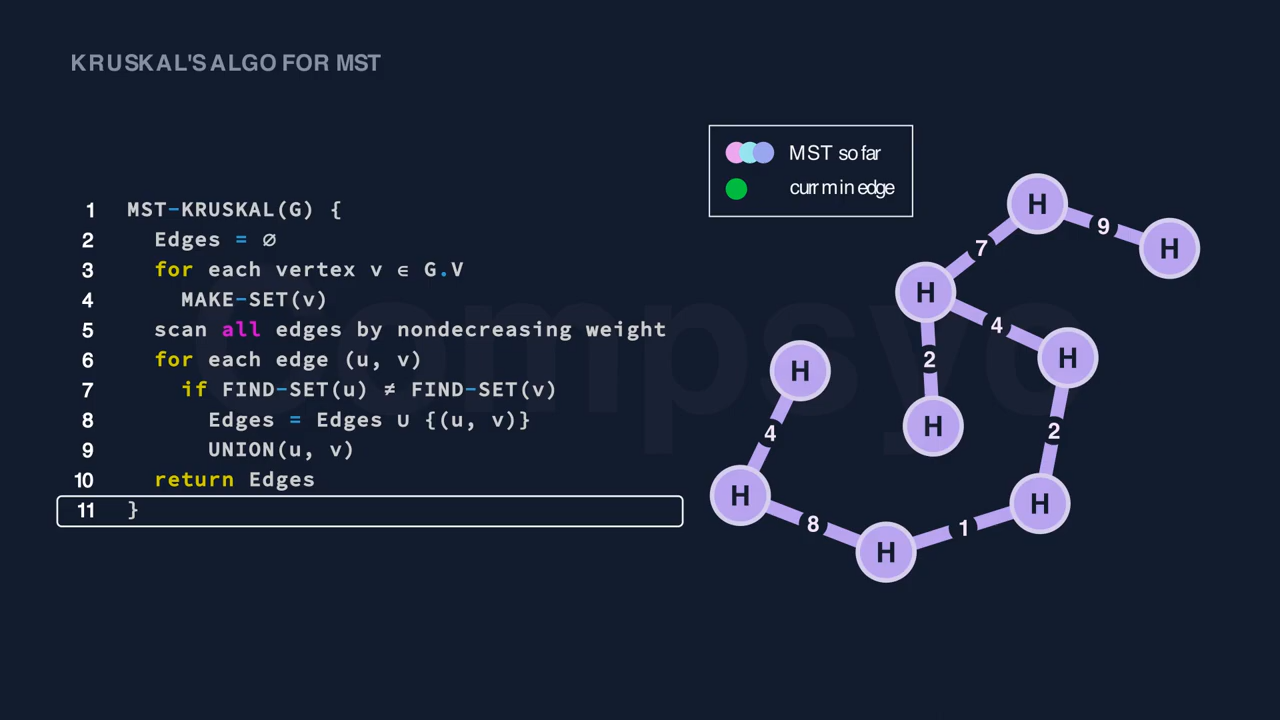 KRUSKAL'S ALGO FOR MST
MST so far
curr min edge
1 MST-KRUSKAL(G) {
2 Edges = ∅
3 for each vertex v ∈ G.V
4 MAKE-SET(v)
5 scan all edges by nondecreasing weight
6 for each edge (u, v)
7 if FIND-SET(u) ≠ FIND-SET(v)
8 Edges = Edges ∪ {(u, v)}
9 UNION(u, v)
10 return Edges
11 }
H
9
H
7
H
4
H
2
H
H
4
2
H
8
H
1
H